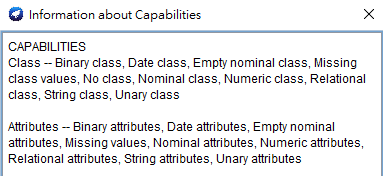 Information about Capabilities
CAPABILITIES
Class -- Binary class, Date class, Empty nominal class, Missing
class values, No class, Nominal class, Numeric class, Relational
class, String class, Unary class
Attributes -- Binary attributes, Date attributes, Empty nominal
attributes, Missing values, Nominal attributes, Numeric attributes,
Relational attributes, String attributes, Unary attributes